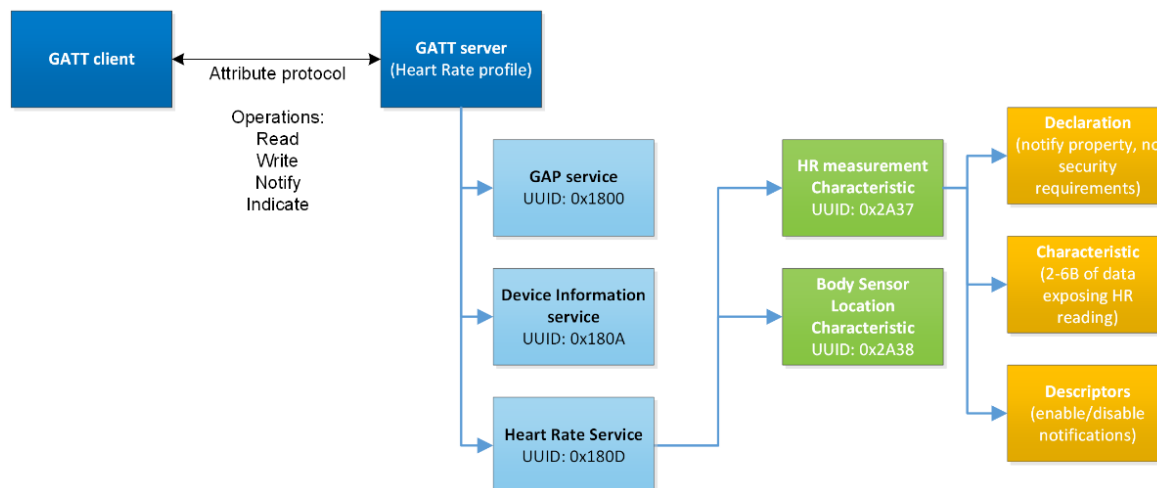 GATT client
Attribute protocol
Operations:
Read
Write
Notify
Indicate
GATT server
(Heart Rate profile)
GAP service
UUID: 0x1800
Device Information
service
UUID: 0x180A
Heart Rate Service
UUID: 0x180D
HR measurement
Characteristic
UUID: 0x2A37
Body Sensor
Location
Characteristic
UUID: 0x2A38
Declaration
(notify property, no
security
requirements)
Characteristic
(2-6B of data
exposing HR
reading)
Descriptors
(enable/disable
notifications)